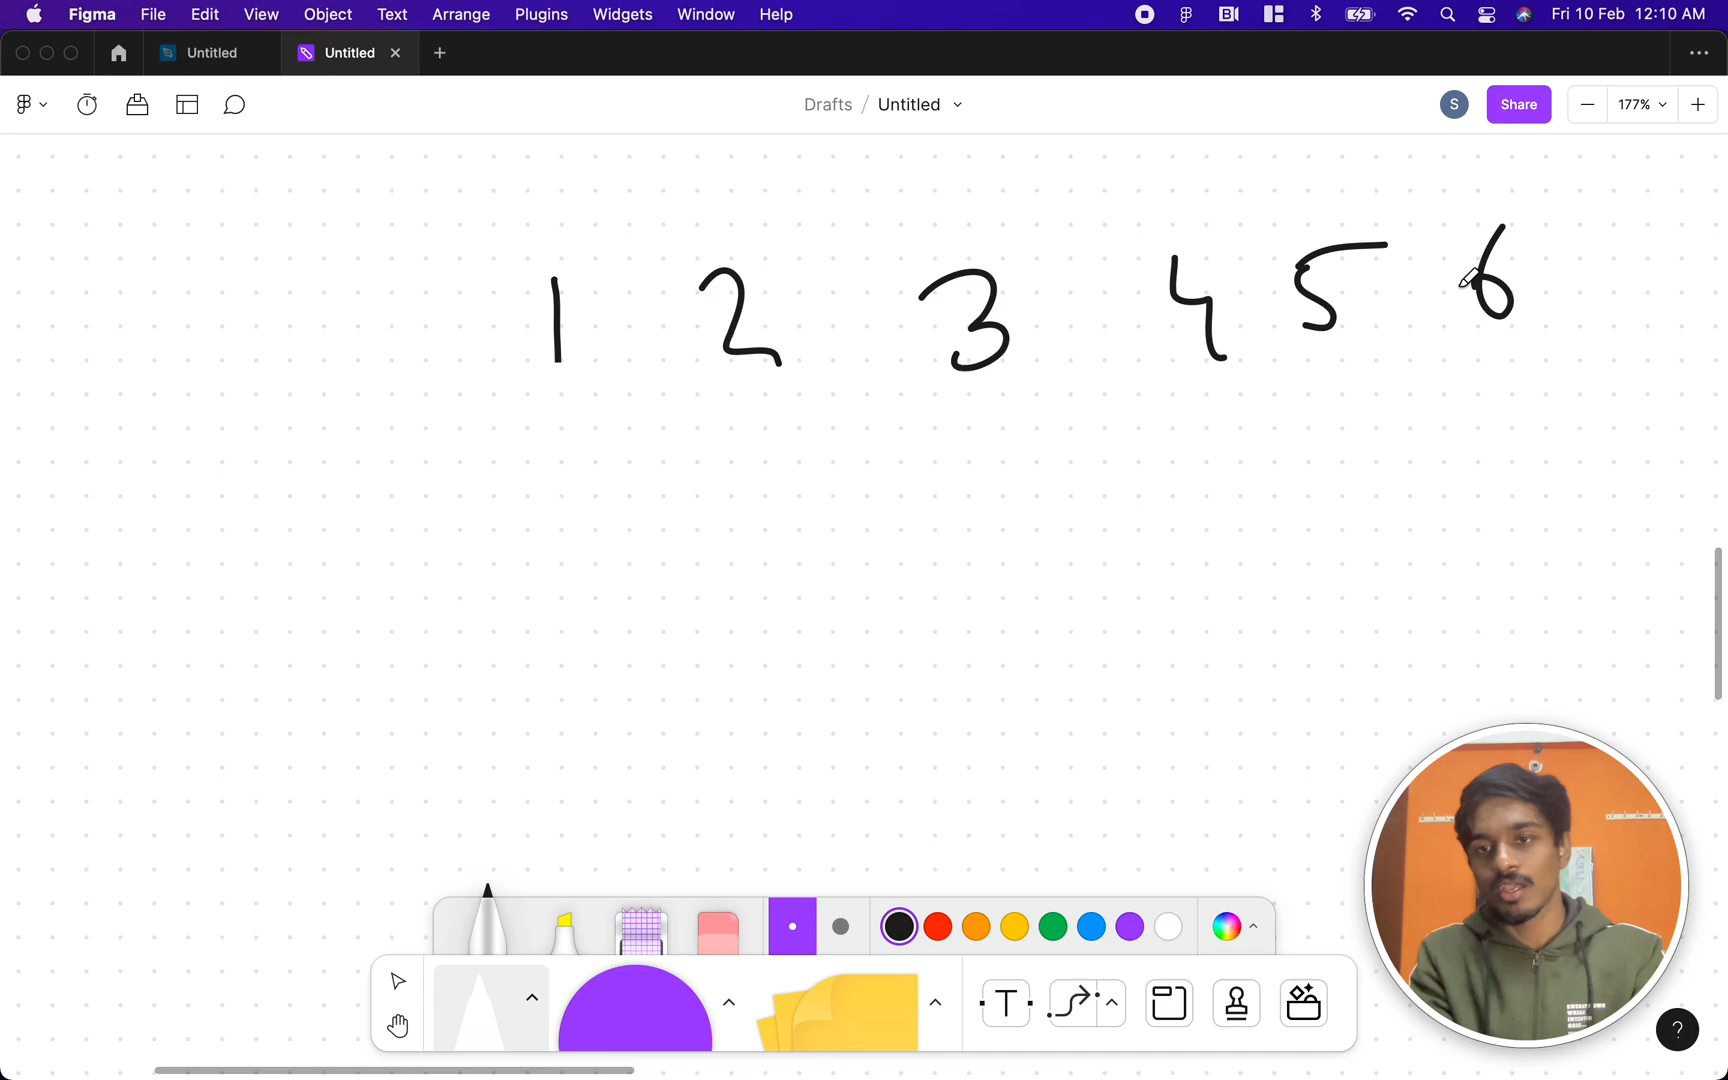 Figma File Edit View Object Text Arrange Plugins Widgets Window Help Fri 10 Feb 12:10 AM
Untitled Untitled
Drafts / Untitled S Share 177%
1 2 3 4 5 6
T
?